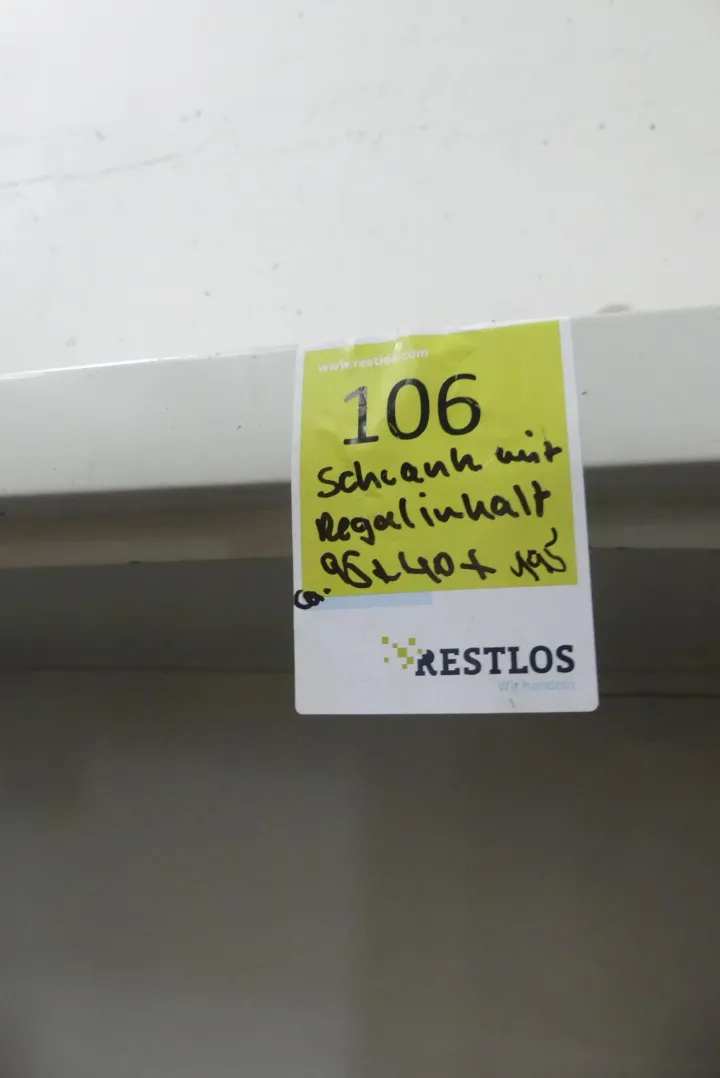 www.restlos.com
106
Schrank mit
Regalinhalt
ca. 95 x 40 x 195
RESTLOS
Wir handeln